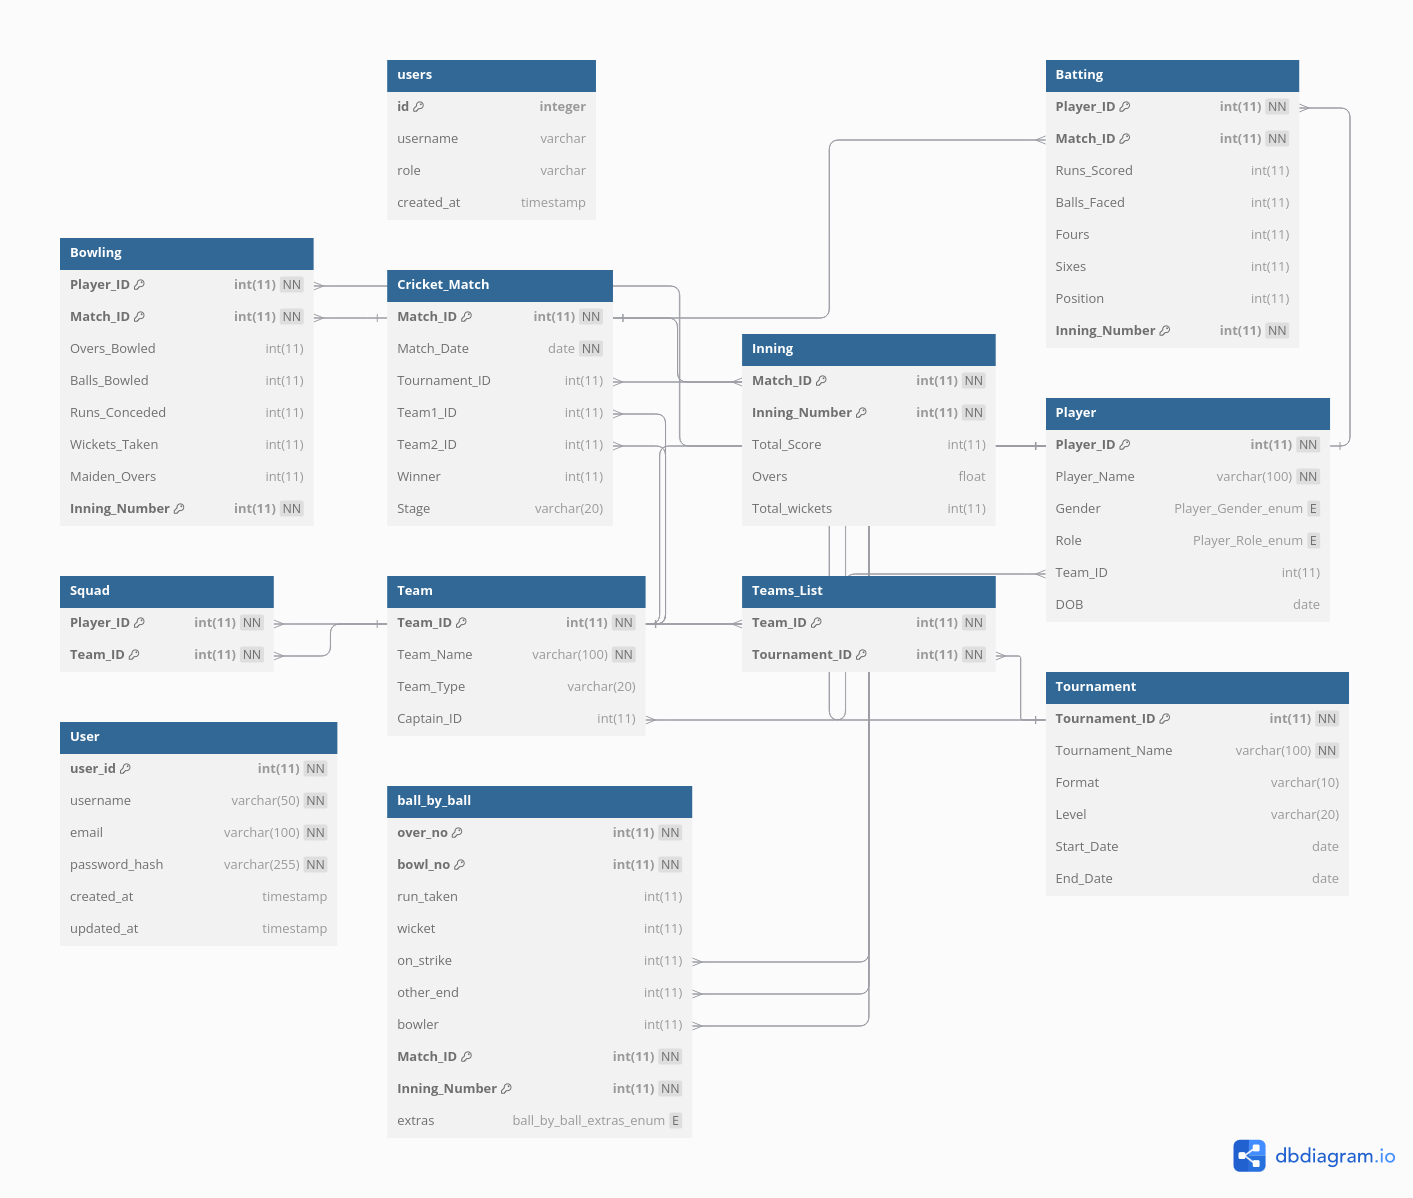 users
id integer
username varchar
role varchar
created_at timestamp
Batting
Player_ID int(11) NN
Match_ID int(11) NN
Runs_Scored int(11)
Balls_Faced int(11)
Fours int(11)
Sixes int(11)
Position int(11)
Inning_Number int(11) NN
Bowling
Player_ID int(11) NN
Match_ID int(11) NN
Overs_Bowled int(11)
Balls_Bowled int(11)
Runs_Conceded int(11)
Wickets_Taken int(11)
Maiden_Overs int(11)
Inning_Number int(11) NN
Cricket_Match
Match_ID int(11) NN
Match_Date date NN
Tournament_ID int(11)
Team1_ID int(11)
Team2_ID int(11)
Winner int(11)
Stage varchar(20)
Inning
Match_ID int(11) NN
Inning_Number int(11) NN
Total_Score int(11)
Overs float
Total_wickets int(11)
Player
Player_ID int(11) NN
Player_Name varchar(100) NN
Gender Player_Gender_enum E
Role Player_Role_enum E
Team_ID int(11)
DOB date
Squad
Player_ID int(11) NN
Team_ID int(11) NN
Team
Team_ID int(11) NN
Team_Name varchar(100) NN
Team_Type varchar(20)
Captain_ID int(11)
Teams_List
Team_ID int(11) NN
Tournament_ID int(11) NN
Tournament
Tournament_ID int(11) NN
Tournament_Name varchar(100) NN
Format varchar(10)
Level varchar(20)
Start_Date date
End_Date date
User
user_id int(11) NN
username varchar(50) NN
email varchar(100) NN
password_hash varchar(255) NN
created_at timestamp
updated_at timestamp
ball_by_ball
over_no int(11) NN
bowl_no int(11) NN
run_taken int(11)
wicket int(11)
on_strike int(11)
other_end int(11)
bowler int(11)
Match_ID int(11) NN
Inning_Number int(11) NN
extras ball_by_ball_extras_enum E
dbdiagram.io